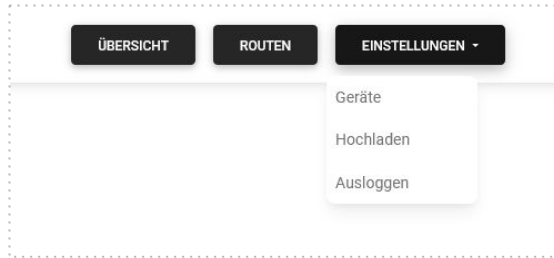 ÜBERSICHT ROUTEN EINSTELLUNGEN
Geräte
Hochladen
Ausloggen